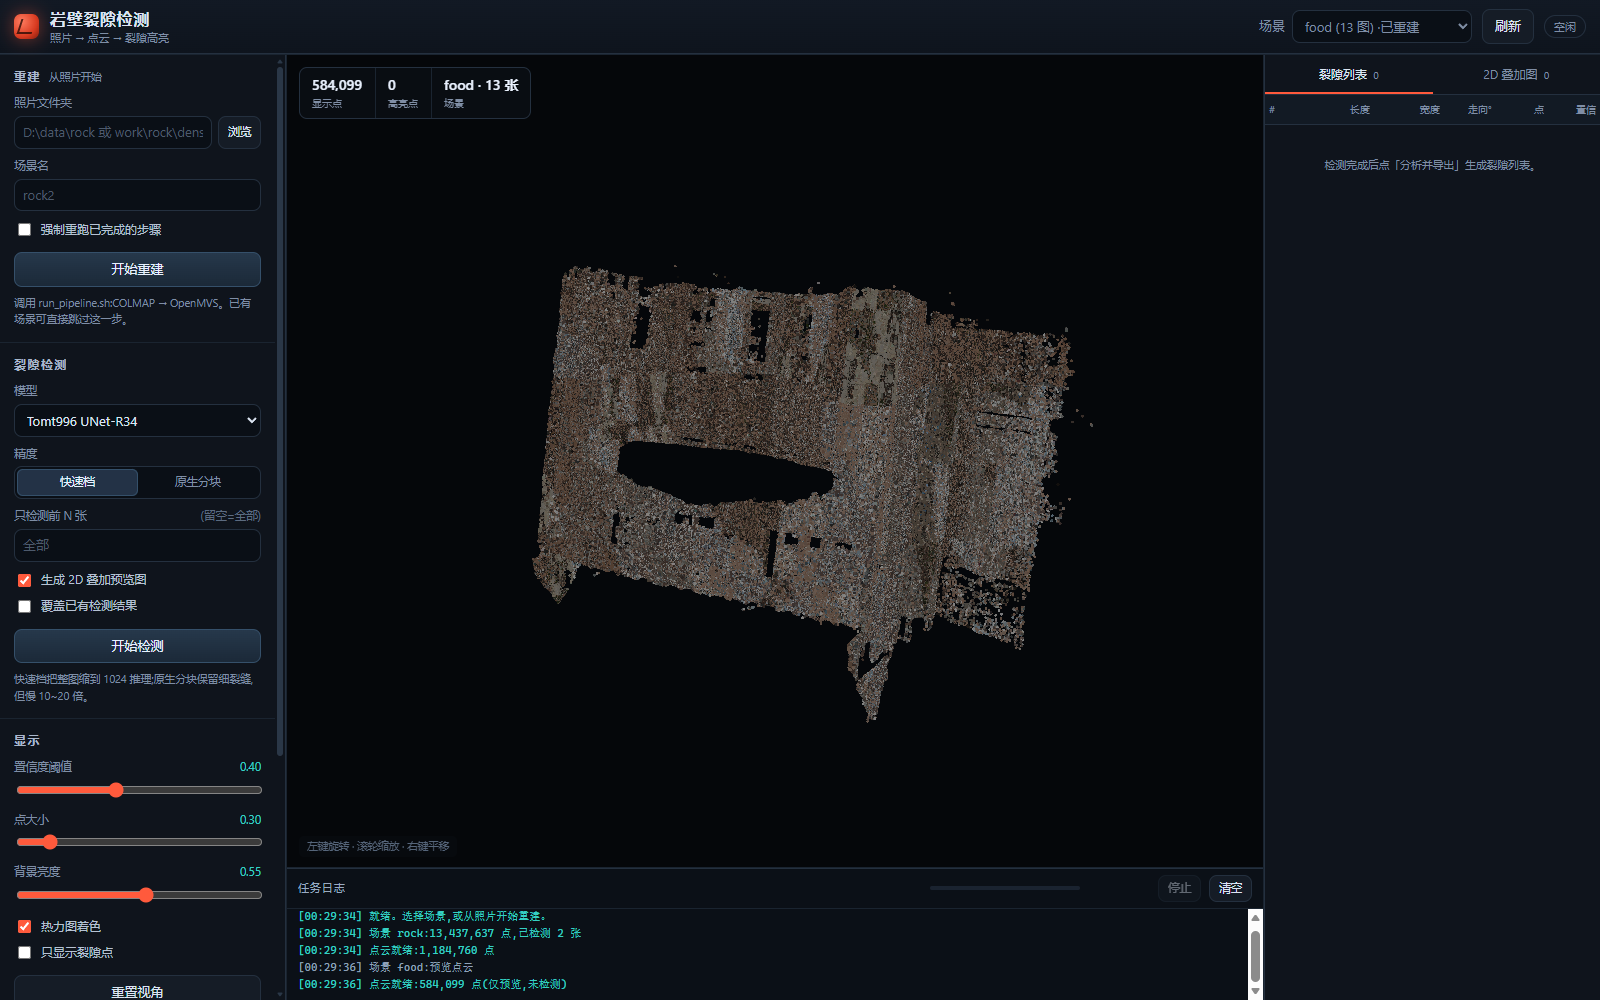 岩壁裂隙检测
照片 → 点云 → 裂隙高亮
场景
food (13 图) ·已重建
刷新
空闲
重建 从照片开始
照片文件夹
D:\data\rock 或 work\rock\dens
浏览
场景名
rock2
强制重跑已完成的步骤
开始重建
调用 run_pipeline.sh:COLMAP → OpenMVS。已有
场景可直接跳过这一步。
裂隙检测
模型
Tomt996 UNet-R34
精度
快速档
原生分块
只检测前 N 张
(留空=全部)
全部
生成 2D 叠加预览图
覆盖已有检测结果
开始检测
快速档把整图缩到 1024 推理;原生分块保留细裂缝,
但慢 10~20 倍。
显示
置信度阈值
0.40
点大小
0.30
背景亮度
0.55
热力图着色
只显示裂隙点
重置视角
584,099
显示点
0
高亮点
food · 13 张
场景
左键旋转 · 滚轮缩放 · 右键平移
任务日志
停止
清空
[00:29:34] 就绪。选择场景,或从照片开始重建。
[00:29:34] 场景 rock:13,437,637 点,已检测 2 张
[00:29:34] 点云就绪:1,184,760 点
[00:29:36] 场景 food:预览点云
[00:29:36] 点云就绪:584,099 点(仅预览,未检测)
裂隙列表 0
2D 叠加图 0
# 长度 宽度 走向° 点 置信
检测完成后点「分析并导出」生成裂隙列表。